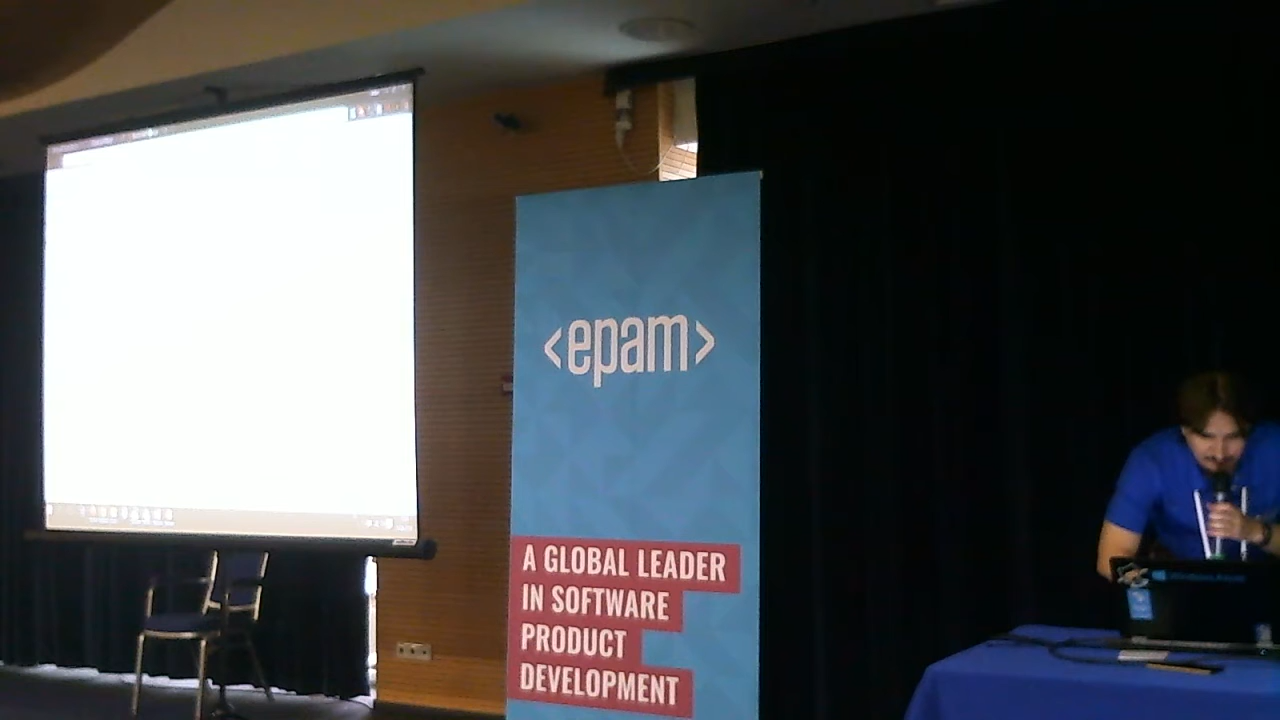 <epam>
A GLOBAL LEADER
IN SOFTWARE
PRODUCT
DEVELOPMENT